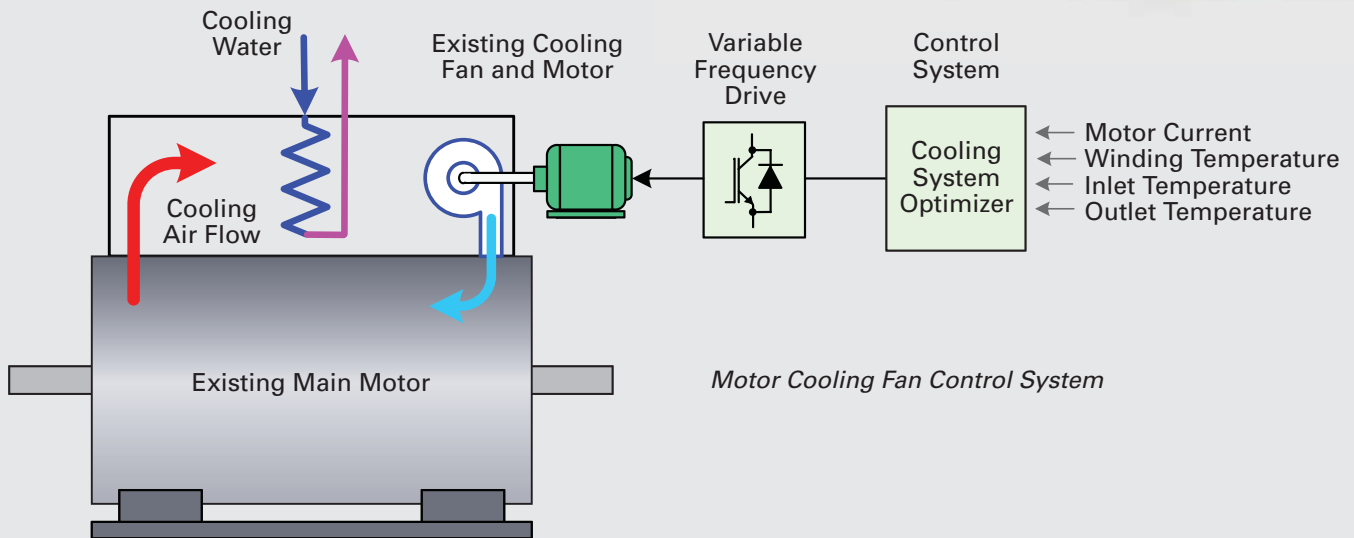 Cooling
Water
Existing Cooling
Fan and Motor
Variable
Frequency
Drive
Control
System
Cooling
Air Flow
Cooling
System
Optimizer
Motor Current
Winding Temperature
Inlet Temperature
Outlet Temperature
Existing Main Motor
Motor Cooling Fan Control System